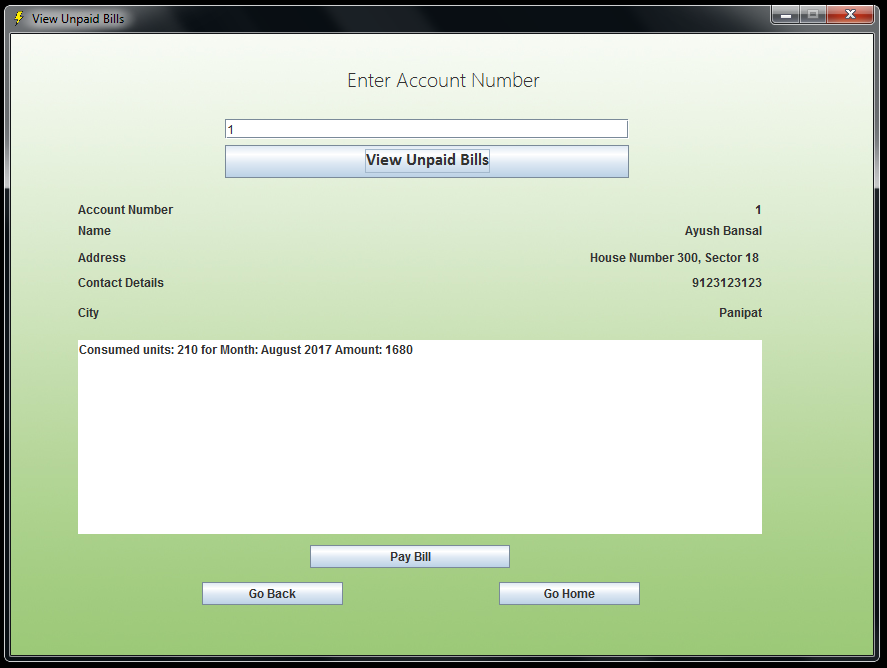 View Unpaid Bills
Enter Account Number
1
View Unpaid Bills
Account Number 1
Name Ayush Bansal
Address House Number 300, Sector 18
Contact Details 9123123123
City Panipat
Consumed units: 210 for Month: August 2017 Amount: 1680
Pay Bill
Go Back Go Home